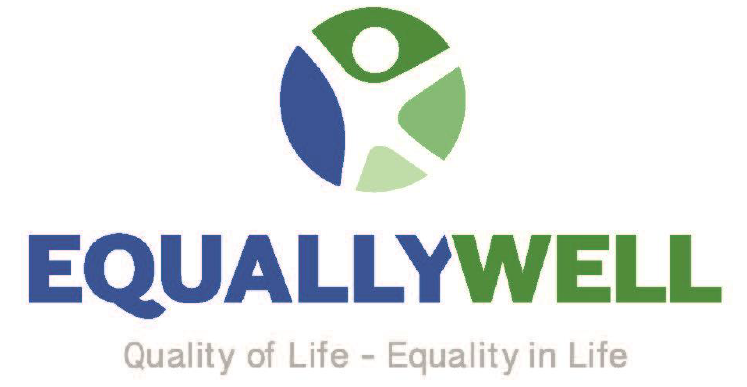 EQUALLYWELL
Quality of Life - Equality in Life